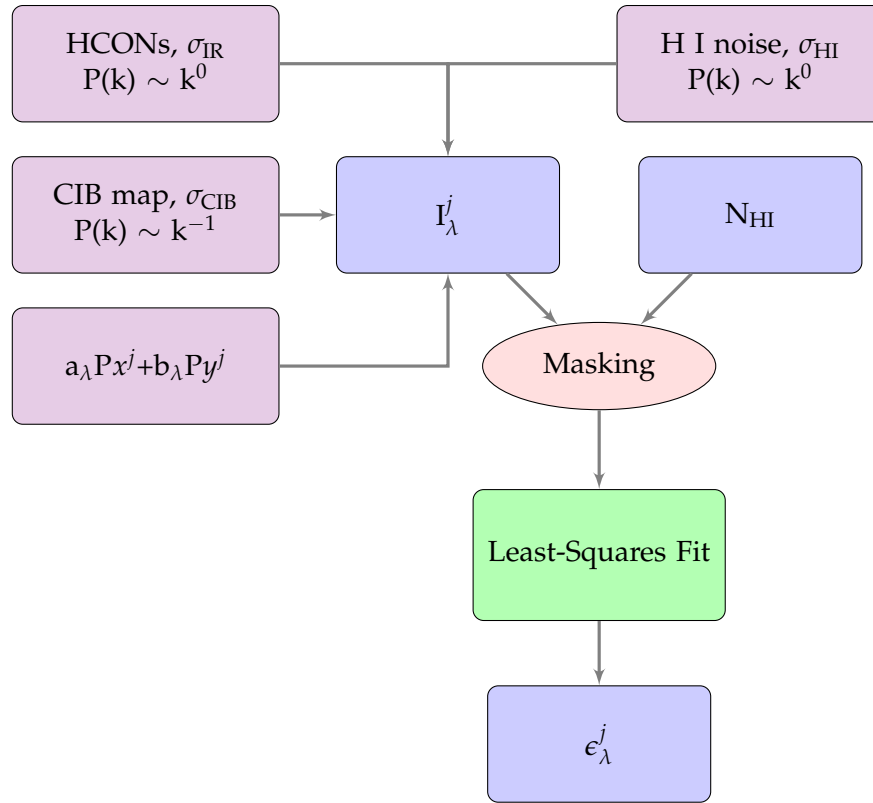 HCONs, σ_IR
P(k) ∼ k^0
H I noise, σ_HI
P(k) ∼ k^0
CIB map, σ_CIB
P(k) ∼ k^{−1}
I_λ^j
N_HI
a_λPx^j+b_λPy^j
Masking
Least-Squares Fit
ϵ_λ^j